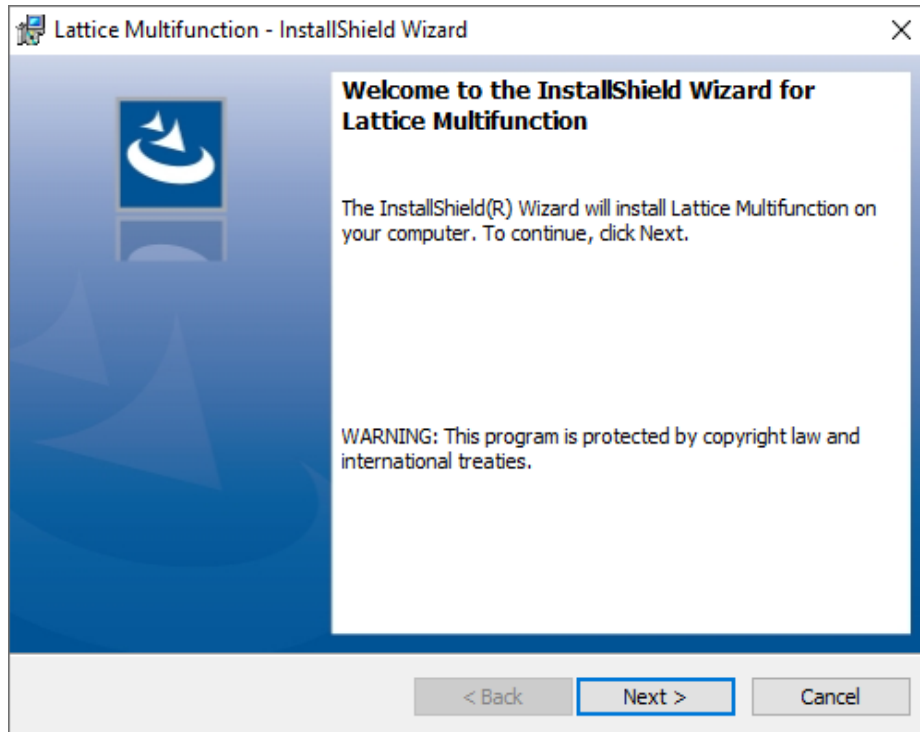 Lattice Multifunction - InstallShield Wizard
Welcome to the InstallShield Wizard for
Lattice Multifunction
The InstallShield(R) Wizard will install Lattice Multifunction on
your computer. To continue, click Next.
WARNING: This program is protected by copyright law and
international treaties.
< Back
Next >
Cancel